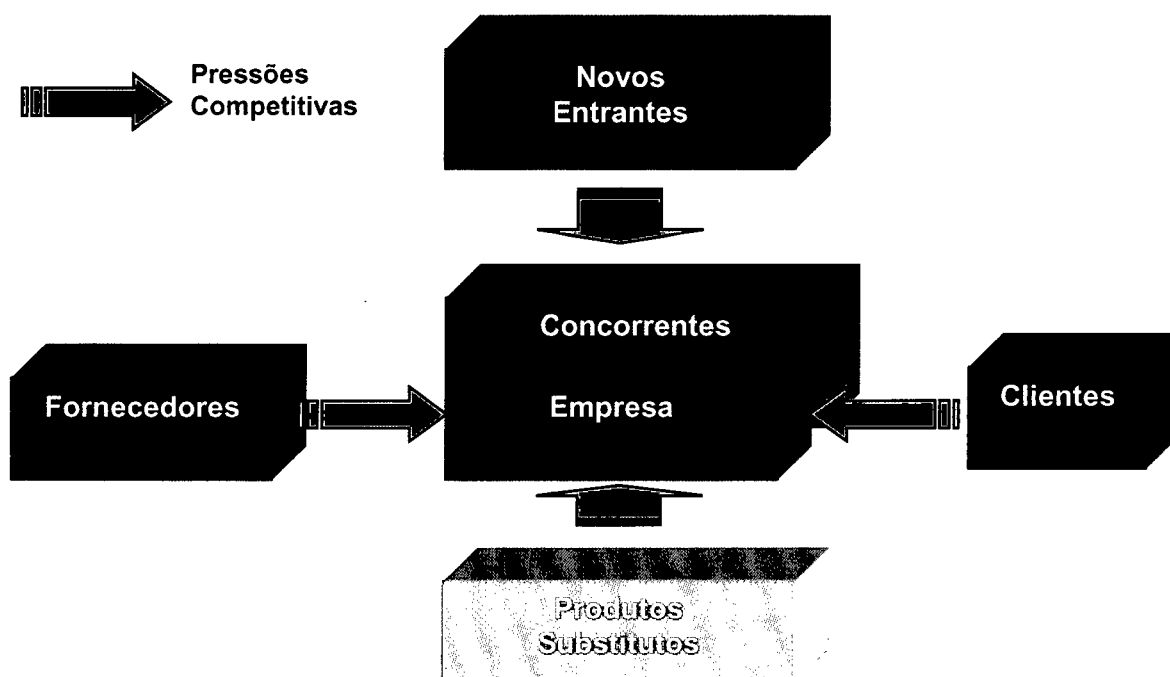 Pressões
Competitivas
Novos
Entrantes
Concorrentes
Fornecedores
Empresa
Clientes
Produtos
Substitutos